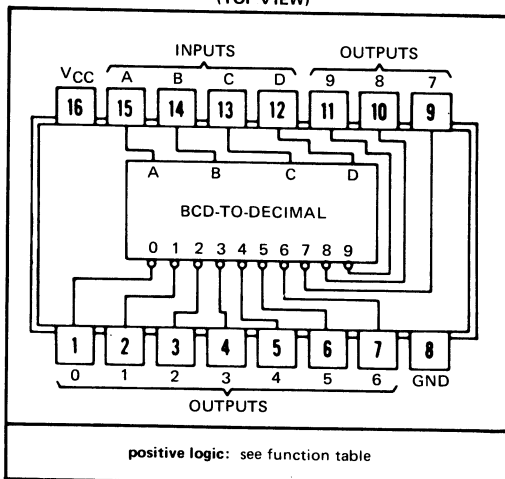 (TOP VIEW)
INPUTS OUTPUTS
VCC A B C D 9 8 7
16 15 14 13 12 11 10 9
A B C D
BCD-TO-DECIMAL
0 1 2 3 4 5 6 7 8 9
1 2 3 4 5 6 7 8
0 1 2 3 4 5 6 GND
OUTPUTS
positive logic: see function table